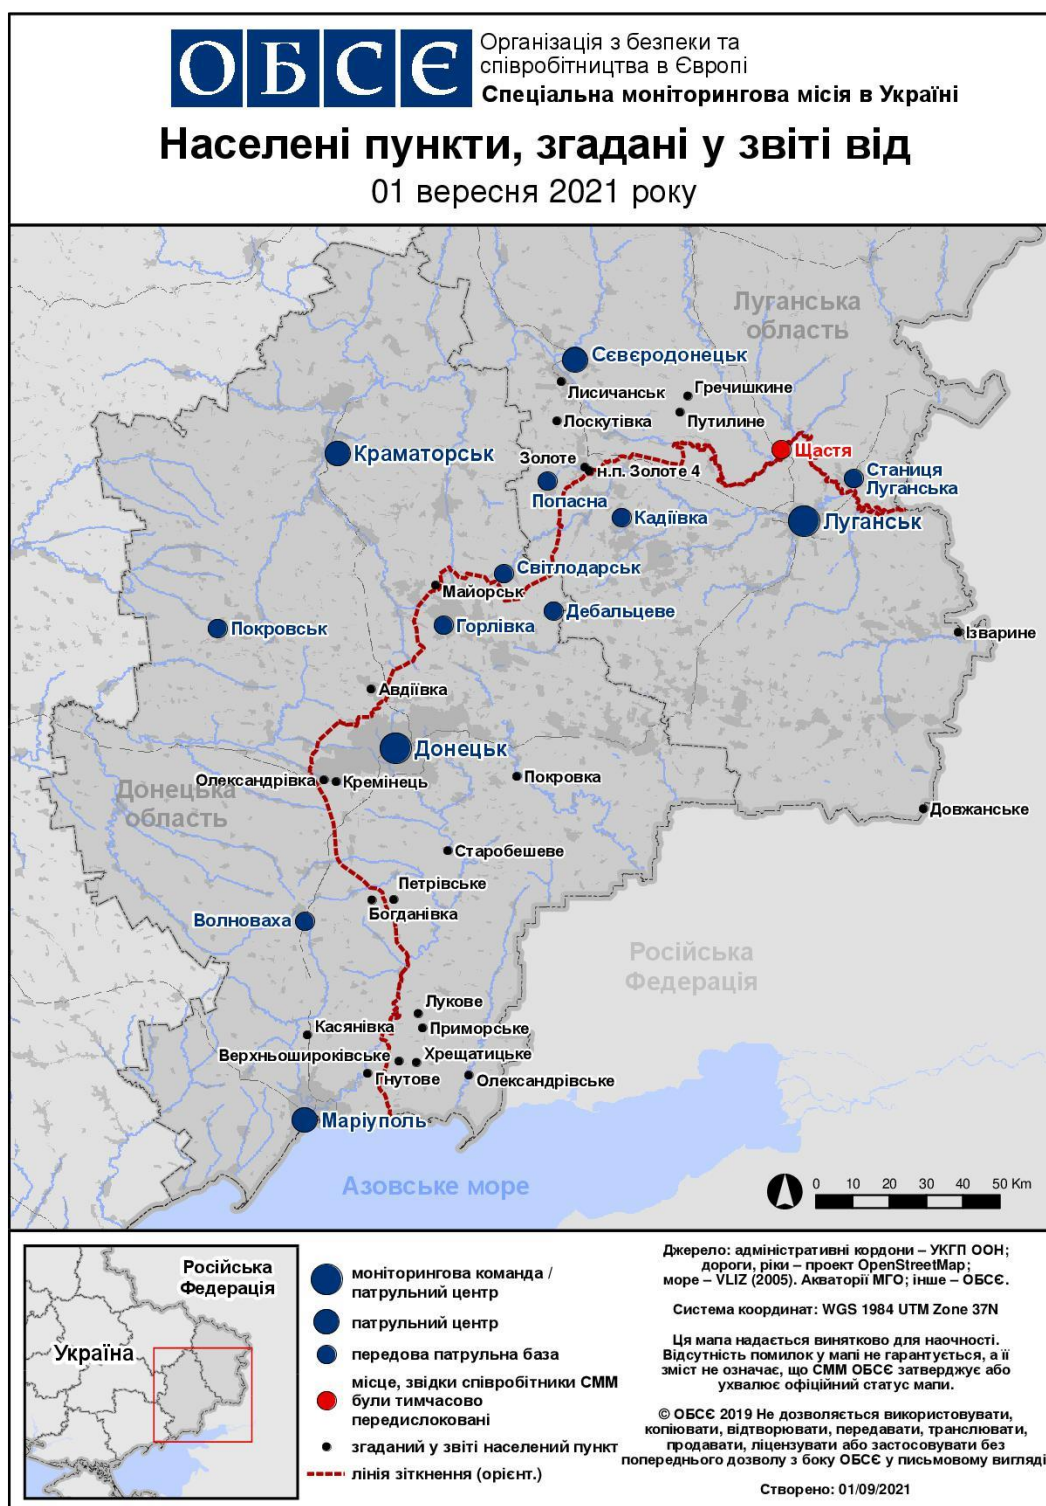 ОБСЄ
Організація з безпеки та
співробітництва в Європі
Спеціальна моніторингова місія в Україні
Населені пункти, згадані у звіті від
01 вересня 2021 року
Луганська
область
Сєвєродонецьк
Лисичанськ
Гречишкине
Лоскутівка
Путилине
Щастя
Краматорськ
Золоте
н.п. Золоте 4
Станиця
Луганська
Попасна
Кадіївка
Луганськ
Світлодарськ
Майорськ
Дебальцеве
Горлівка
Покровськ
Ізварине
Авдіївка
Донецьк
Олександрівка
Кремінець
Покровка
Донецька
область
Довжанське
Старобешеве
Петрівське
Богданівка
Волноваха
Російська
Федерація
Лукове
Касянівка
Приморське
Верхньошироківське
Хрещатицьке
Гнутове
Олександрівське
Маріуполь
Азовське море
0 10 20 30 40 50 Km
Російська
Федерація
Україна
моніторингова команда /
патрульний центр
патрульний центр
передова патрульна база
місце, звідки співробітники СММ
були тимчасово
передислоковані
згаданий у звіті населений пункт
лінія зіткнення (орієнт.)
Джерело: адміністративні кордони – УКГП ООН;
дороги, ріки – проект OpenStreetMap;
море – VLIZ (2005). Акваторії МГО; інше – ОБСЄ.
Система координат: WGS 1984 UTM Zone 37N
Ця мапа надається винятково для наочності.
Відсутність помилок у мапі не гарантується, а її
зміст не означає, що СММ ОБСЄ затверджує або
ухвалює офіційний статус мапи.
© ОБСЄ 2019 Не дозволяється використовувати,
копіювати, відтворювати, передавати, транслювати,
продавати, ліцензувати або застосовувати без
попереднього дозволу з боку ОБСЄ у письмовому вигляді
Створено: 01/09/2021